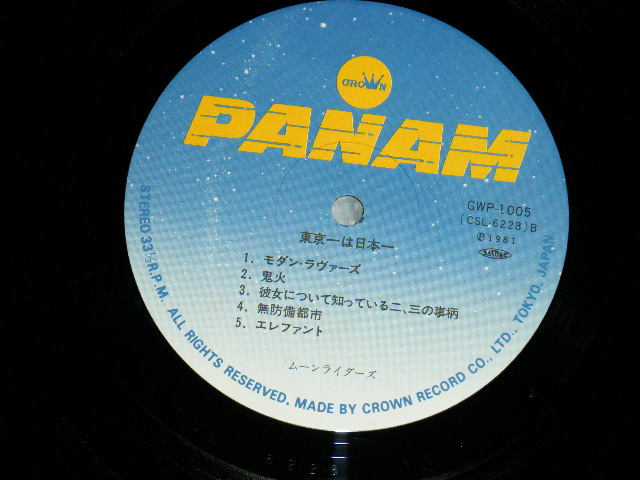 CROWN
PANAM
GWP-1005
(CSL-6228)B
℗1981
東京一は日本一
1. モダン・ラヴァーズ
2. 鬼火
3. 彼女について知っている二、三の事柄
4. 無防備都市
5. エレファント
ムーンライダーズ
STEREO 33⅓R.P.M. ALL RIGHTS RESERVED. MADE BY CROWN RECORD CO., LTD., TOKYO, JAPAN.